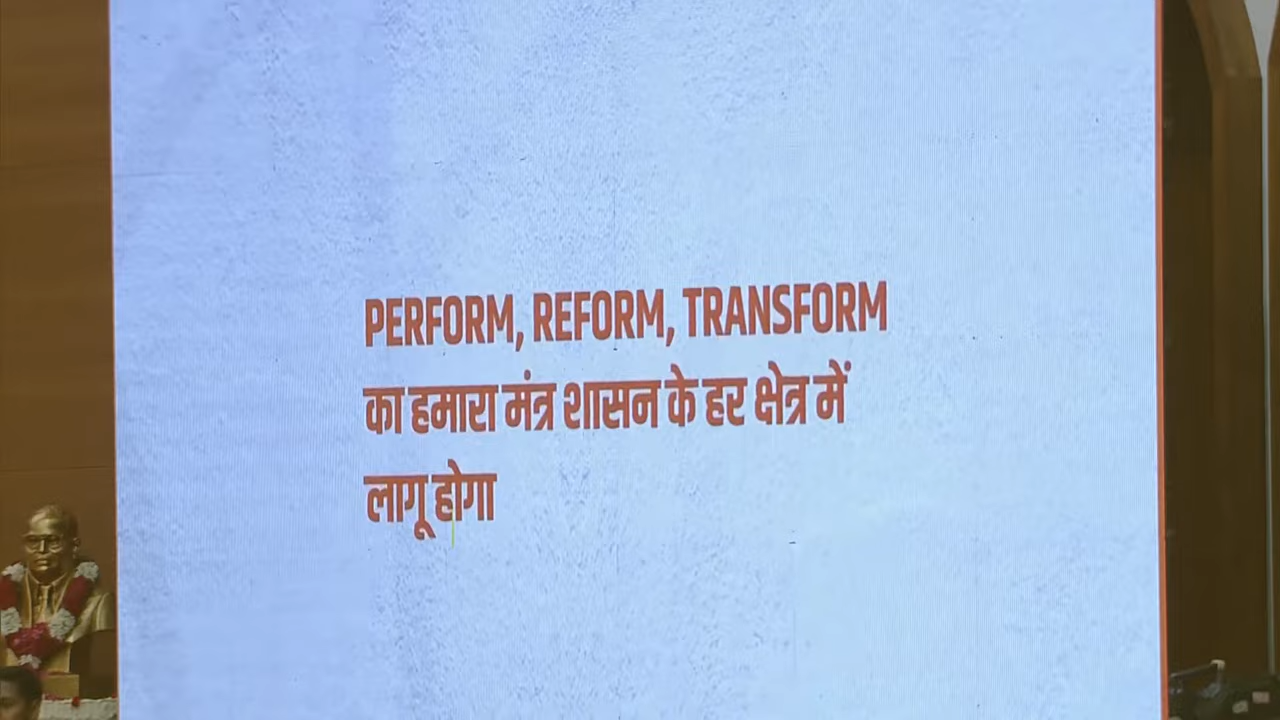 PERFORM, REFORM, TRANSFORM
का हमारा मंत्र शासन के हर क्षेत्र में
लागू होगा